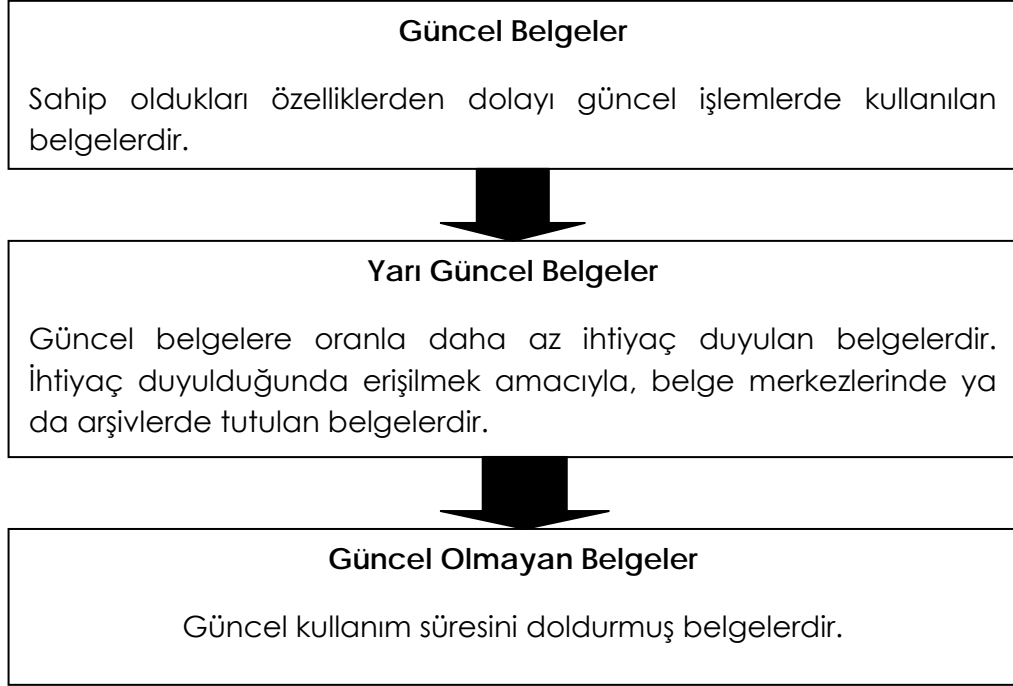 Güncel Belgeler
Sahip oldukları özelliklerden dolayı güncel işlemlerde kullanılan
belgelerdir.
Yarı Güncel Belgeler
Güncel belgelere oranla daha az ihtiyaç duyulan belgelerdir.
İhtiyaç duyulduğunda erişilmek amacıyla, belge merkezlerinde ya
da arşivlerde tutulan belgelerdir.
Güncel Olmayan Belgeler
Güncel kullanım süresini doldurmuş belgelerdir.